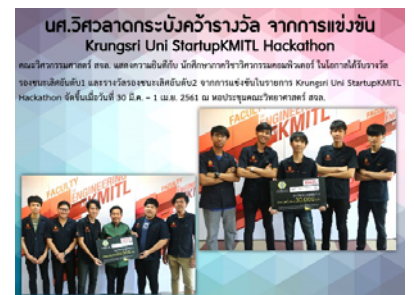 นศ.วิศวลาดกระบังคว้ารางวัล จากการแข่งขัน
Krungsri Uni StartupKMITL Hackathon
คณะวิศวกรรมศาสตร์ สจล. แสดงความยินดีกับ นักศึกษาภาควิชาวิศวกรรมคอมพิวเตอร์ ในโอกาสได้รับรางวัล
รองชนะเลิศอันดับ1 และรางวัลรองชนะเลิศอันดับ2 จากการแข่งขันในรายการ Krungsri Uni StartupKMITL
Hackathon จัดขึ้นเมื่อวันที่ 30 มี.ค. – 1 เม.ย. 2561 ณ หอประชุมคณะวิทยาศาสตร์ สจล.
FACULTY
ENGINEERING
KMITL